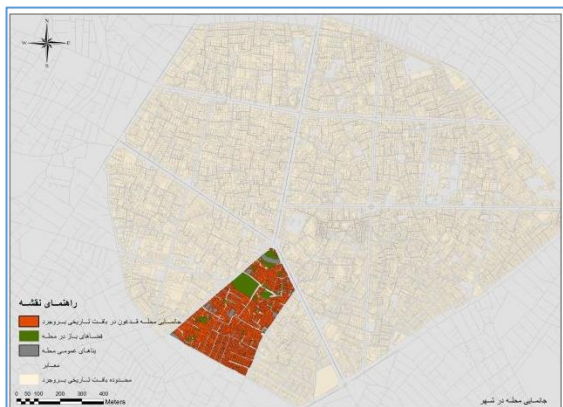 N
W E
S
راهنمای نقشه
جانمایی محله قدغون در بافت تاریخی بروجرد
فضاهای باز در محله
بناهای عمومی محله
معابر
محدوده بافت تاریخی بروجرد
0 50 100 200 300 400
Meters
جانمایی محله در شهر